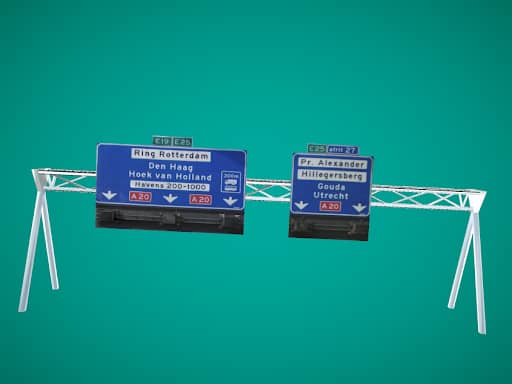 E19 E25
Ring Rotterdam
Den Haag
Hoek van Holland
Havens 200-1000
300m
A20 A20
E25 afrit 27
Pr. Alexander
Hillegersberg
Gouda
Utrecht
A20